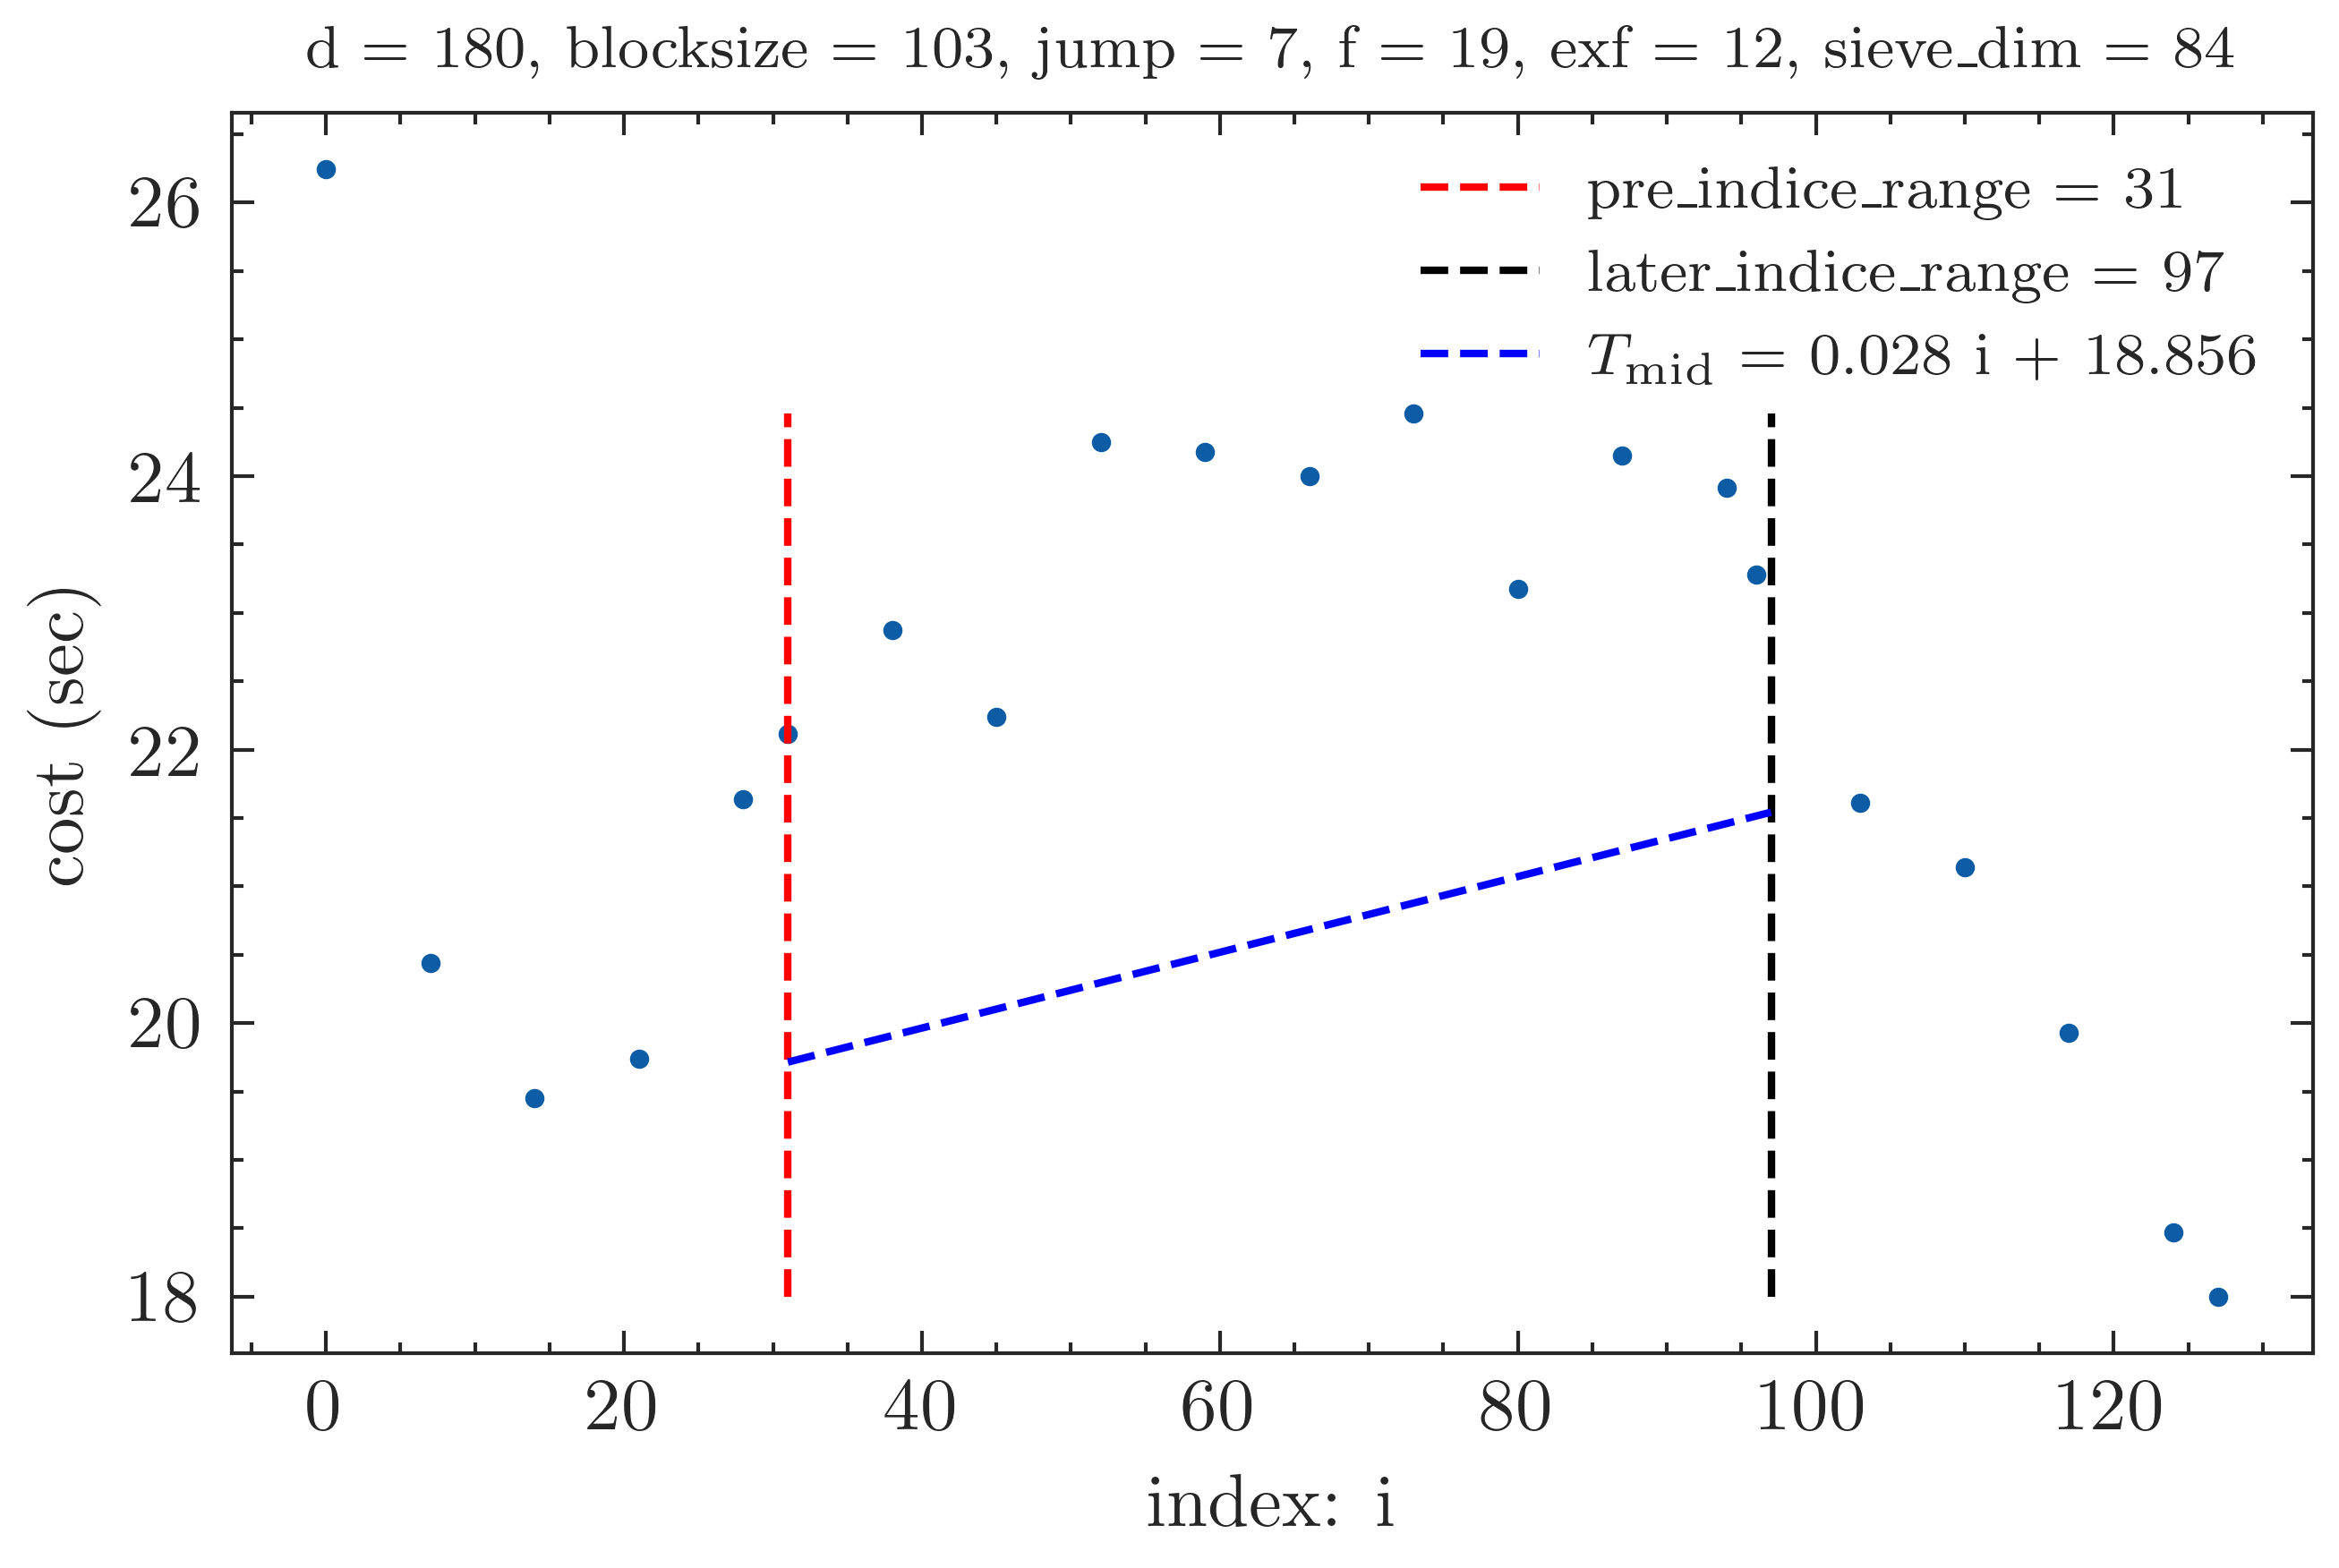 d = 180, blocksize = 103, jump = 7, f = 19, exf = 12, sieve_dim = 84
pre_indice_range = 31
later_indice_range = 97
T_mid = 0.028 i + 18.856
26
24
22
20
18
cost (sec)
0 20 40 60 80 100 120
index: i